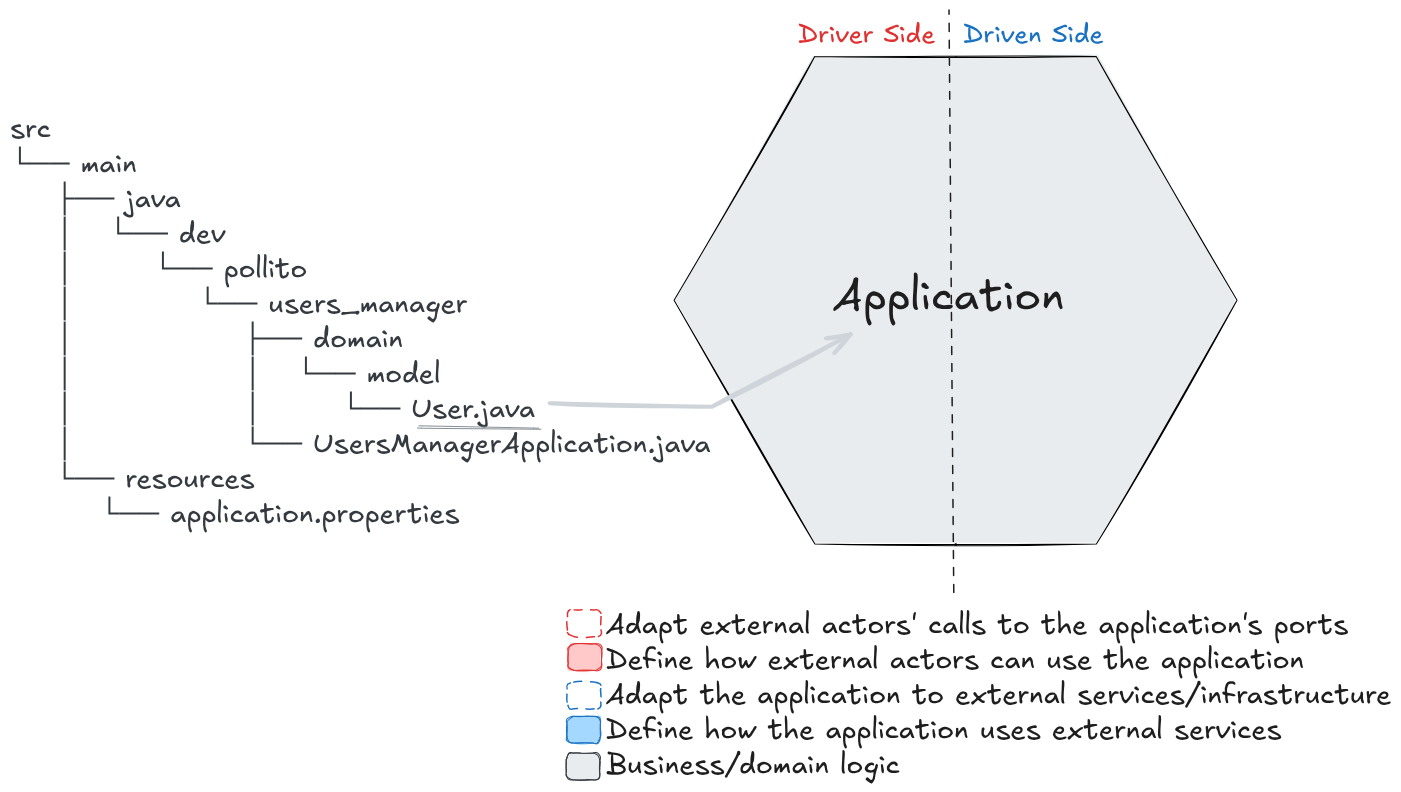 Driver Side
Driven Side
src
main
java
dev
pollito
users_manager
domain
model
User.java
UsersManagerApplication.java
resources
application.properties
Application
Adapt external actors' calls to the application's ports
Define how external actors can use the application
Adapt the application to external services/infrastructure
Define how the application uses external services
Business/domain logic